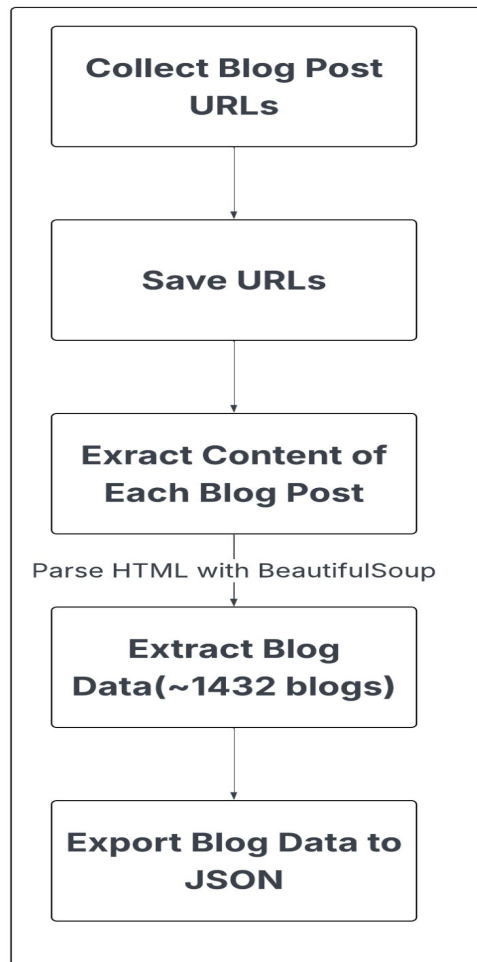 Collect Blog Post
URLs
Save URLs
Exract Content of
Each Blog Post
Parse HTML with BeautifulSoup
Extract Blog
Data(~1432 blogs)
Export Blog Data to
JSON